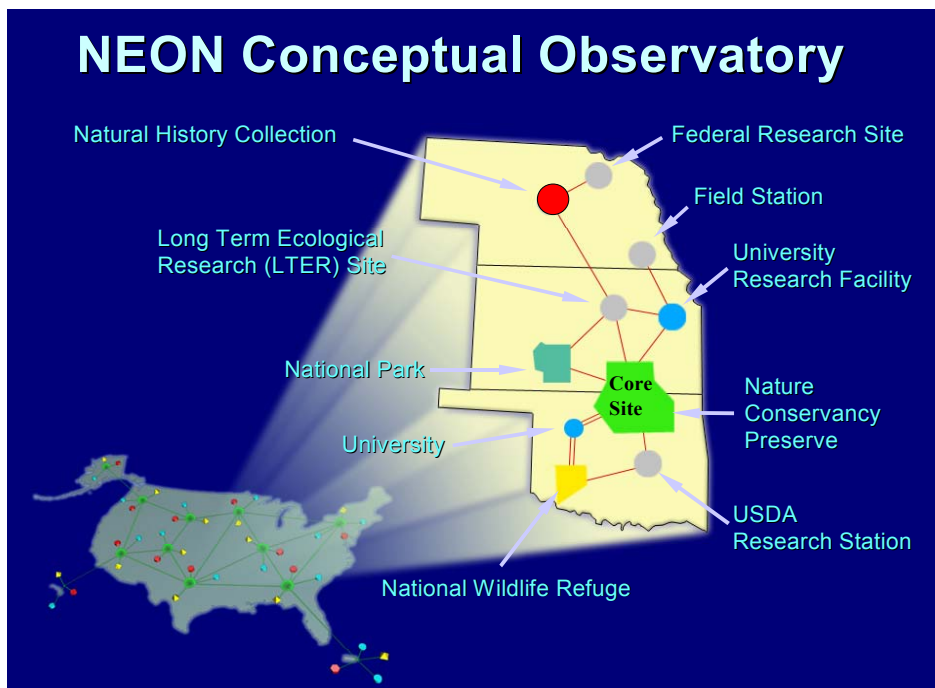 NEON Conceptual Observatory
Natural History Collection
Federal Research Site
Field Station
Long Term Ecological
Research (LTER) Site
University
Research Facility
National Park
Core
Site
Nature
Conservancy
Preserve
University
USDA
Research Station
National Wildlife Refuge